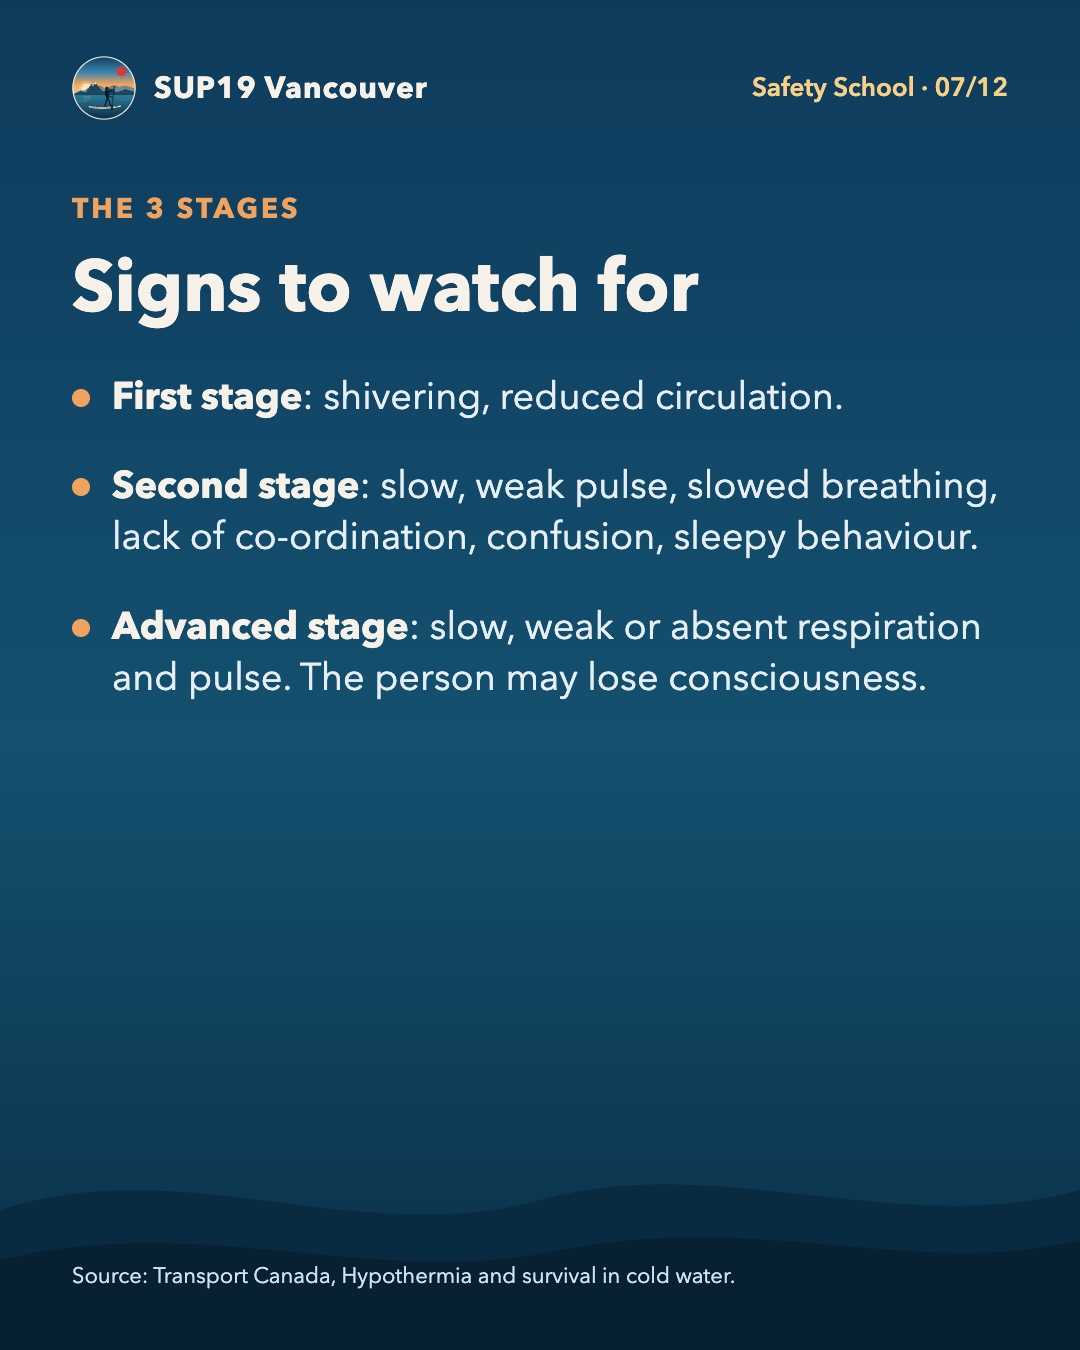 SUP19 Vancouver
Safety School · 07/12
THE 3 STAGES
Signs to watch for
First stage: shivering, reduced circulation.
Second stage: slow, weak pulse, slowed breathing,
lack of co-ordination, confusion, sleepy behaviour.
Advanced stage: slow, weak or absent respiration
and pulse. The person may lose consciousness.
Source: Transport Canada, Hypothermia and survival in cold water.